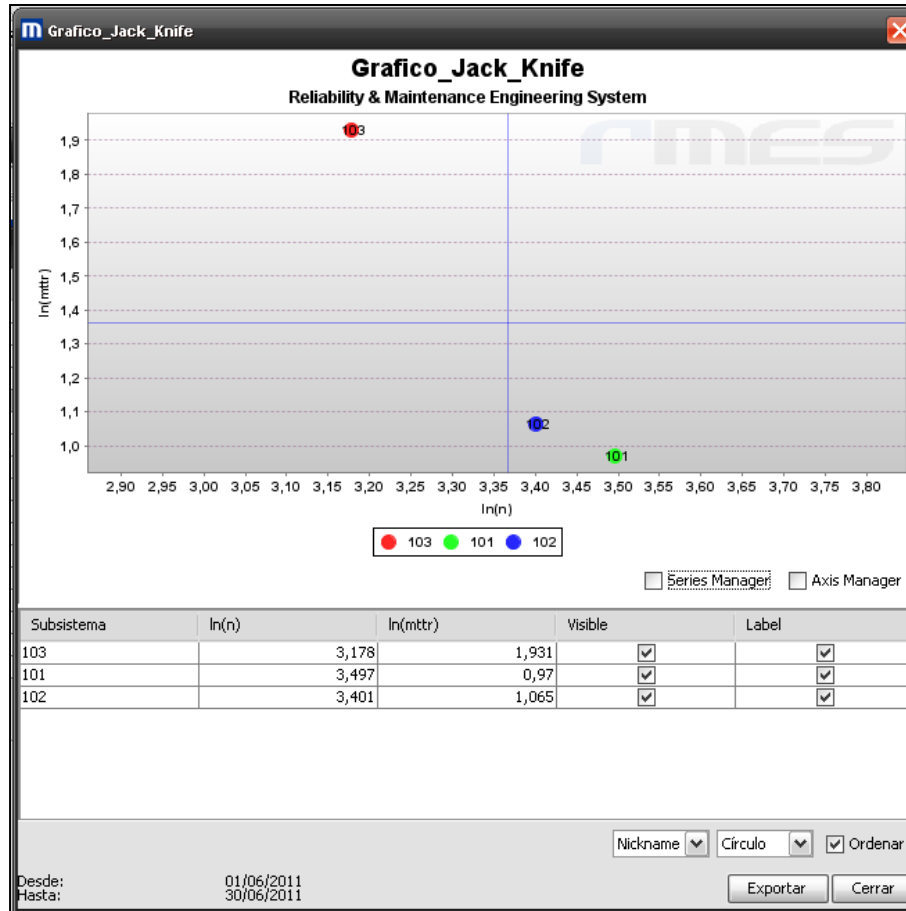 m Grafico_Jack_Knife
Grafico_Jack_Knife
Reliability & Maintenance Engineering System
rmes
103
1,9
1,8
1,7
1,6
1,5
1,4
1,3
1,2
1,1
1,0
ln(mttr)
102
101
2,90 2,95 3,00 3,05 3,10 3,15 3,20 3,25 3,30 3,35 3,40 3,45 3,50 3,55 3,60 3,65 3,70 3,75 3,80
ln(n)
103 101 102
Series Manager Axis Manager
Subsistema ln(n) ln(mttr) Visible Label
103 3,178 1,931
101 3,497 0,97
102 3,401 1,065
Nickname Círculo Ordenar
Desde: 01/06/2011
Hasta: 30/06/2011
Exportar Cerrar